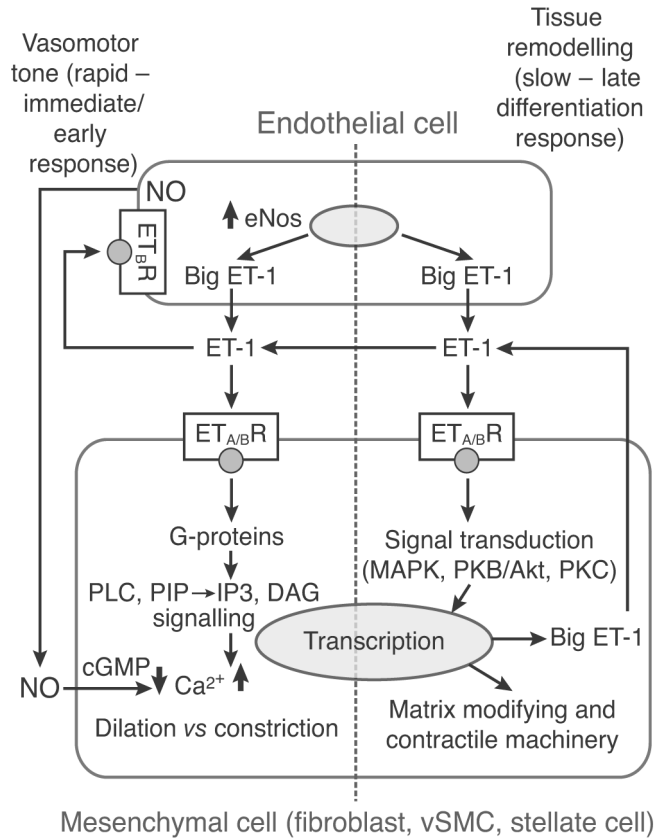 Vasomotor
tone (rapid –
immediate/
early
response)
Tissue
remodelling
(slow – late
differentiation
response)
Endothelial cell
NO
eNos
ET_BR
Big ET-1
Big ET-1
ET-1
ET-1
ET_A/BR
ET_A/BR
G-proteins
PLC, PIP→IP3, DAG
signalling
Signal transduction
(MAPK, PKB/Akt, PKC)
Transcription
Big ET-1
NO
cGMP
Ca²⁺
Dilation vs constriction
Matrix modifying and
contractile machinery
Mesenchymal cell (fibroblast, vSMC, stellate cell)